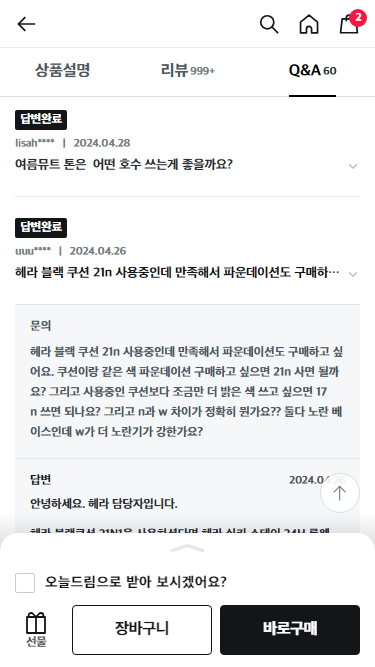 2
상품설명 리뷰 999+ Q&A 60
답변완료
lisah**** | 2024.04.28
여름뮤트 톤은 어떤 호수 쓰는게 좋을까요?
답변완료
uuu**** | 2024.04.26
헤라 블랙 쿠션 21n 사용중인데 만족해서 파운데이션도 구매하…
문의
헤라 블랙 쿠션 21n 사용중인데 만족해서 파운데이션도 구매하고 싶
어요. 쿠션이랑 같은 색 파운데이션 구매하고 싶으면 21n 사면 될까
요? 그리고 사용중인 쿠션보다 조금만 더 밝은 색 쓰고 싶으면 17
n 쓰면 되나요? 그리고 n과 w 차이가 정확히 뭔가요?? 둘다 노란 베
이스인데 w가 더 노란기가 강한가요?
답변 2024.04.26
안녕하세요. 헤라 담당자입니다.
오늘드림으로 받아 보시겠어요?
선물 장바구니 바로구매